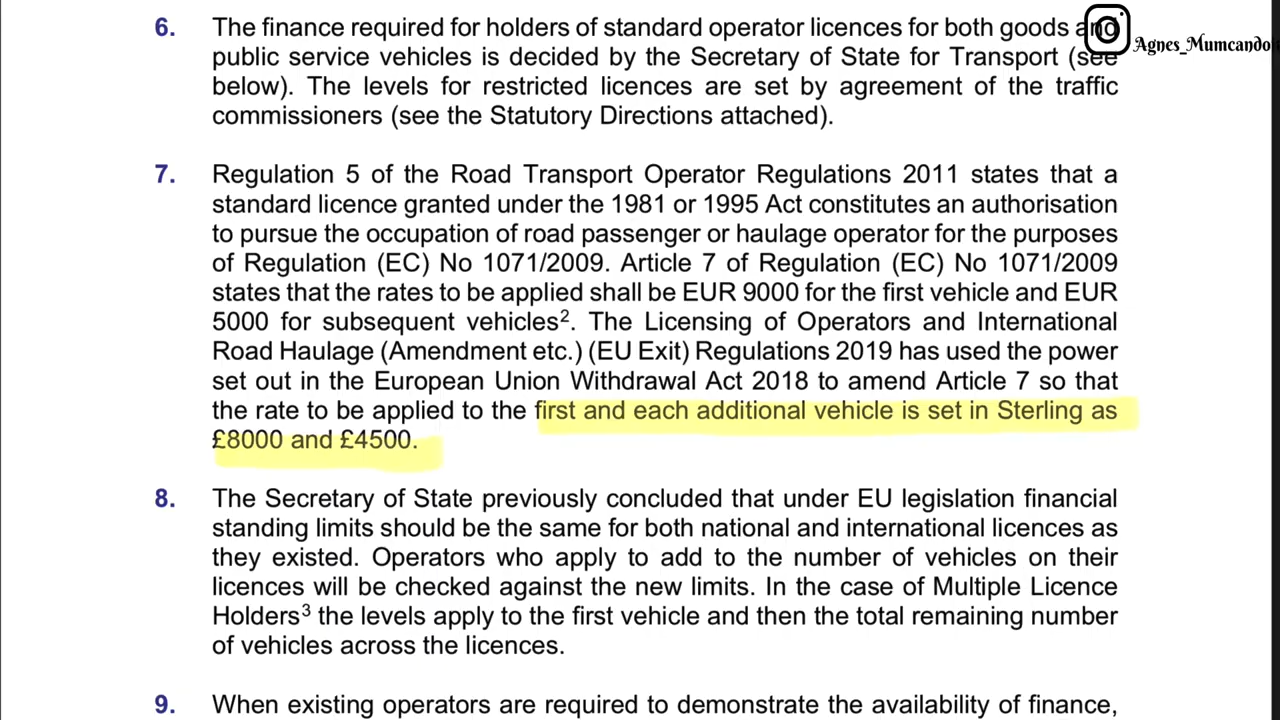 6. The finance required for holders of standard operator licences for both goods and
public service vehicles is decided by the Secretary of State for Transport (see
below). The levels for restricted licences are set by agreement of the traffic
commissioners (see the Statutory Directions attached).
Agnes_Mumcando
7. Regulation 5 of the Road Transport Operator Regulations 2011 states that a
standard licence granted under the 1981 or 1995 Act constitutes an authorisation
to pursue the occupation of road passenger or haulage operator for the purposes
of Regulation (EC) No 1071/2009. Article 7 of Regulation (EC) No 1071/2009
states that the rates to be applied shall be EUR 9000 for the first vehicle and EUR
5000 for subsequent vehicles². The Licensing of Operators and International
Road Haulage (Amendment etc.) (EU Exit) Regulations 2019 has used the power
set out in the European Union Withdrawal Act 2018 to amend Article 7 so that
the rate to be applied to the first and each additional vehicle is set in Sterling as
£8000 and £4500.
8. The Secretary of State previously concluded that under EU legislation financial
standing limits should be the same for both national and international licences as
they existed. Operators who apply to add to the number of vehicles on their
licences will be checked against the new limits. In the case of Multiple Licence
Holders³ the levels apply to the first vehicle and then the total remaining number
of vehicles across the licences.
9. When existing operators are required to demonstrate the availability of finance,